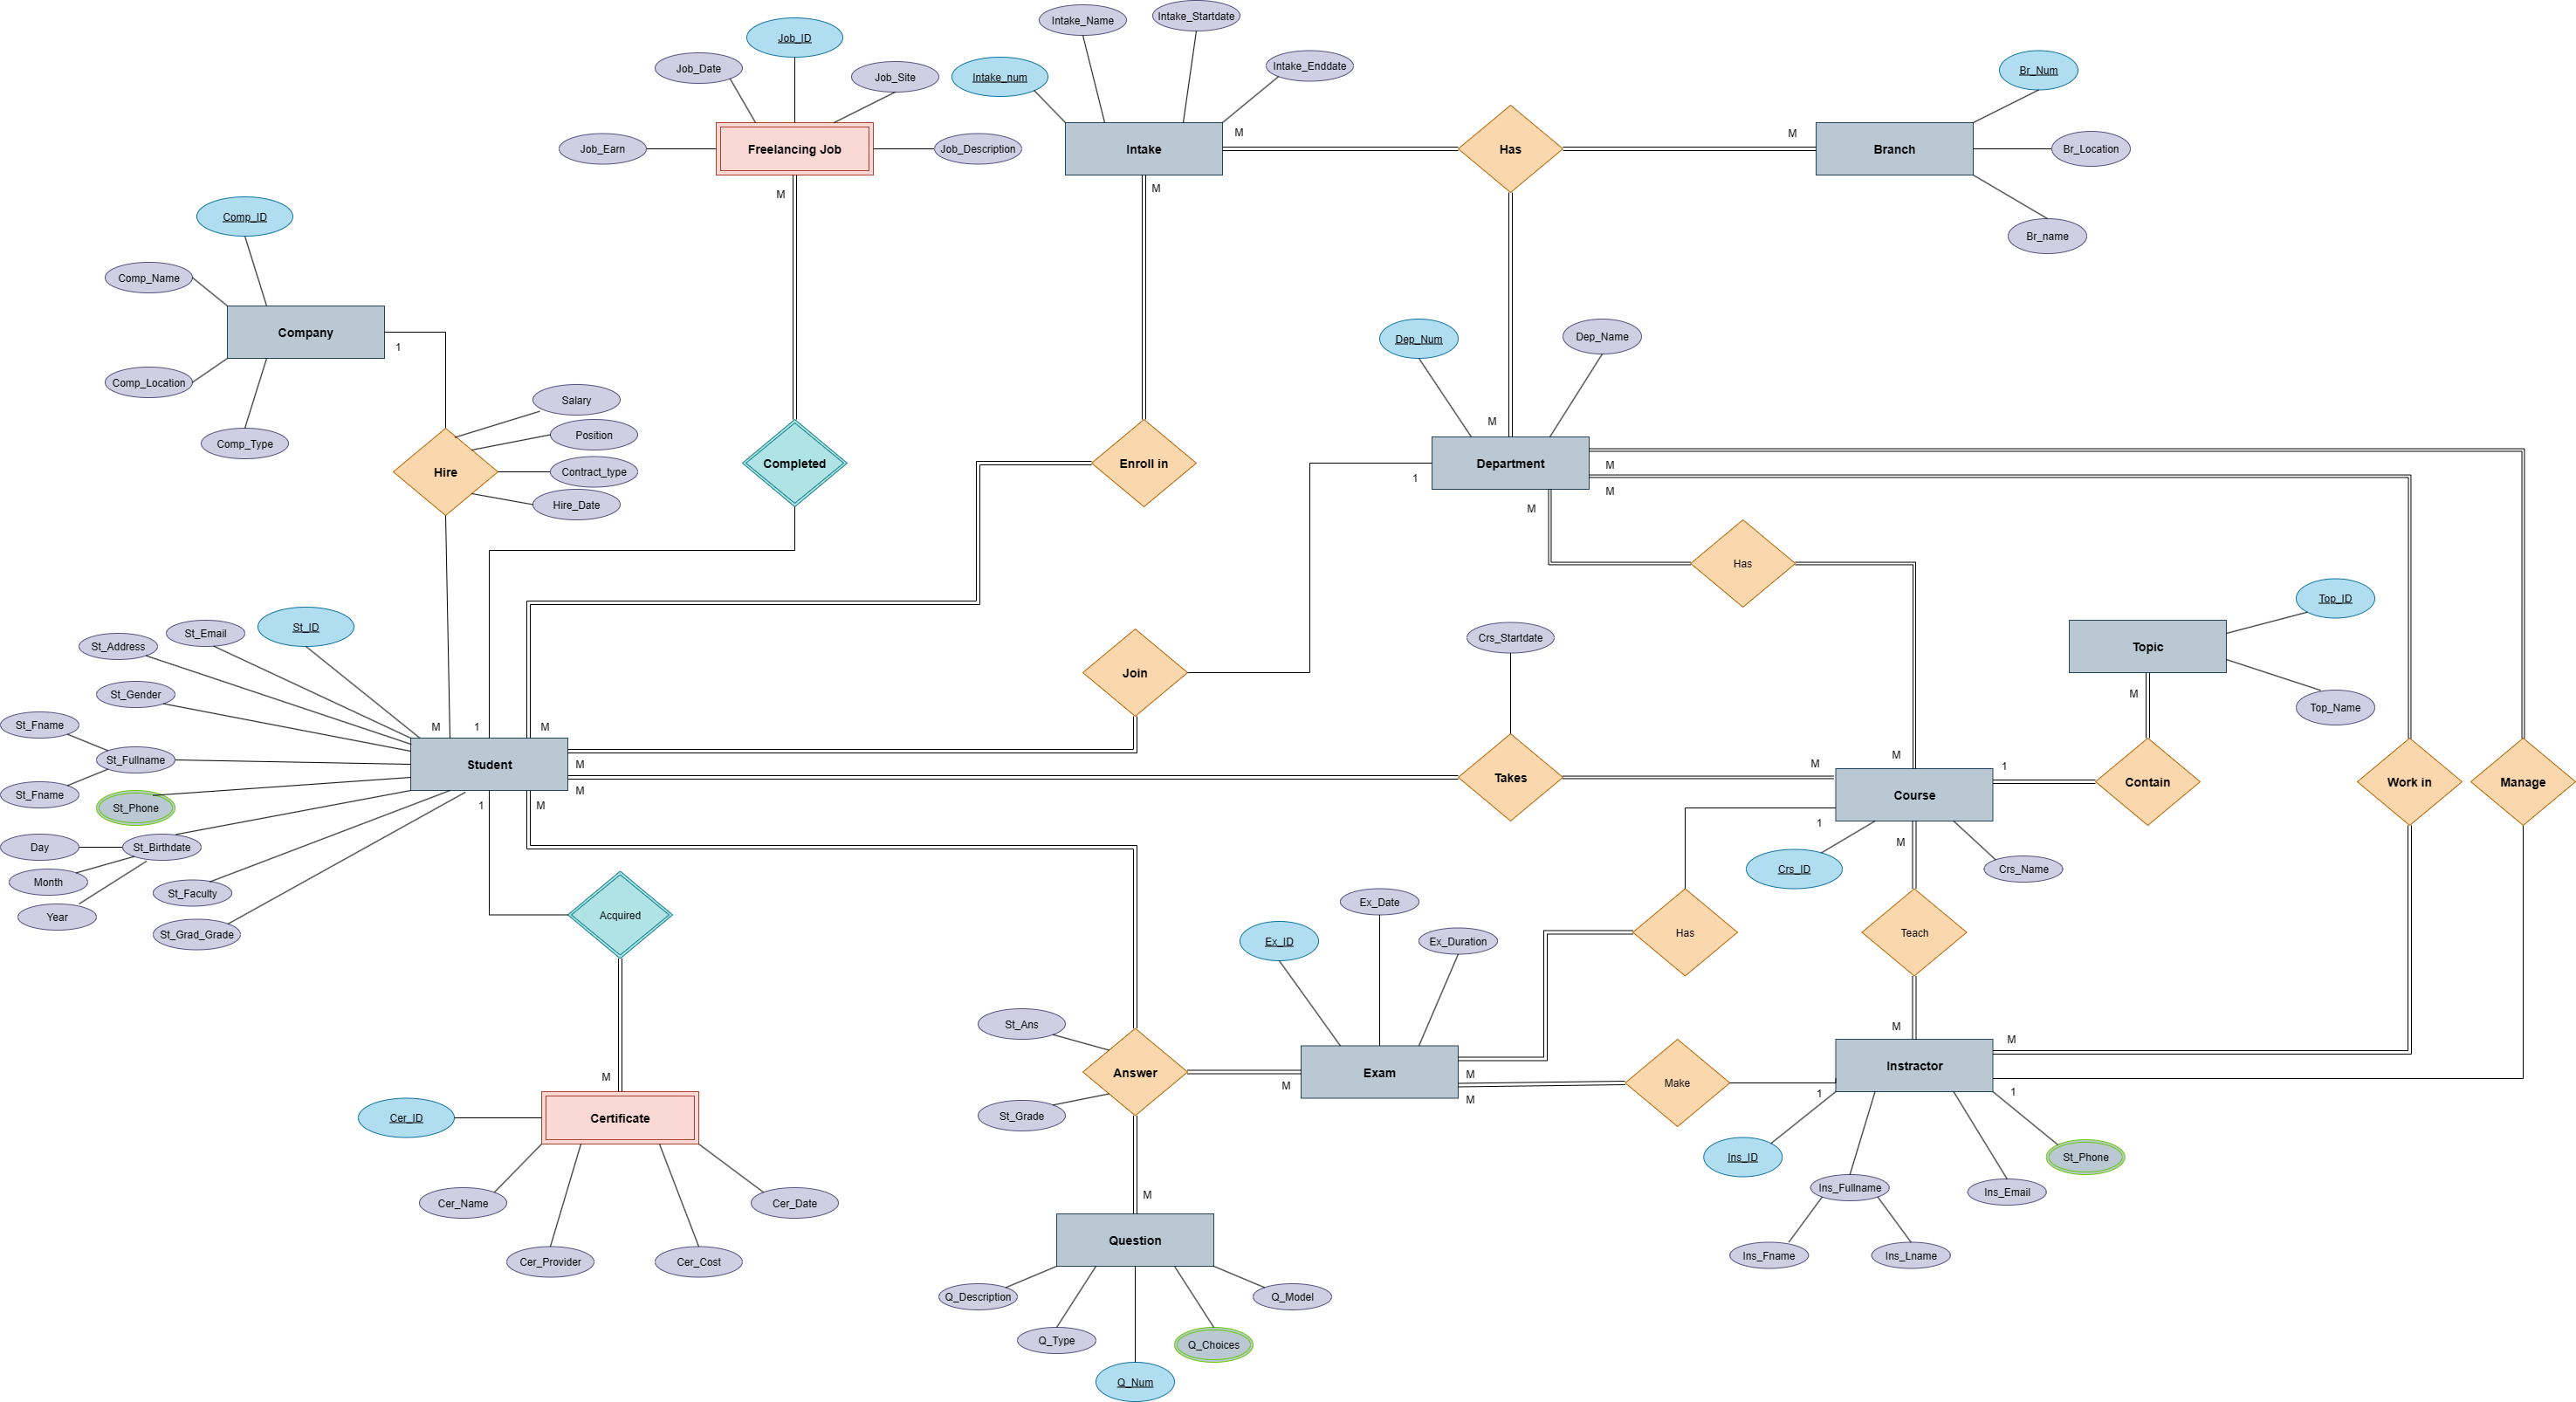 Job_ID
Job_Date
Job_Site
Job_Earn
Freelancing Job
Job_Description
M
Intake_Name
Intake_Startdate
Intake_num
Intake_Enddate
Intake
M
M
Has
M
Branch
Br_Num
Br_Location
Br_name
Comp_ID
Comp_Name
Company
1
Comp_Location
Comp_Type
Hire
Salary
Position
Contract_type
Hire_Date
Completed
Enroll in
Dep_Num
Dep_Name
M
Department
1
M
M
M
Has
Top_ID
Topic
Top_Name
M
Crs_Startdate
Join
St_ID
St_Email
St_Address
St_Gender
St_Fname
St_Fullname
St_Fname
St_Phone
Day
St_Birthdate
Month
Year
St_Faculty
St_Grad_Grade
M
1
M
Student
M
M
1
M
Takes
M
M
Course
1
1
M
Contain
Work in
Manage
Crs_ID
Crs_Name
Acquired
Has
Teach
Ex_ID
Ex_Date
Ex_Duration
St_Ans
Answer
St_Grade
M
Exam
M
M
Make
M
Instractor
M
1
1
Ins_ID
Ins_Fullname
Ins_Fname
Ins_Lname
Ins_Email
St_Phone
M
Cer_ID
Certificate
Cer_Name
Cer_Provider
Cer_Cost
Cer_Date
M
Question
Q_Description
Q_Type
Q_Num
Q_Choices
Q_Model